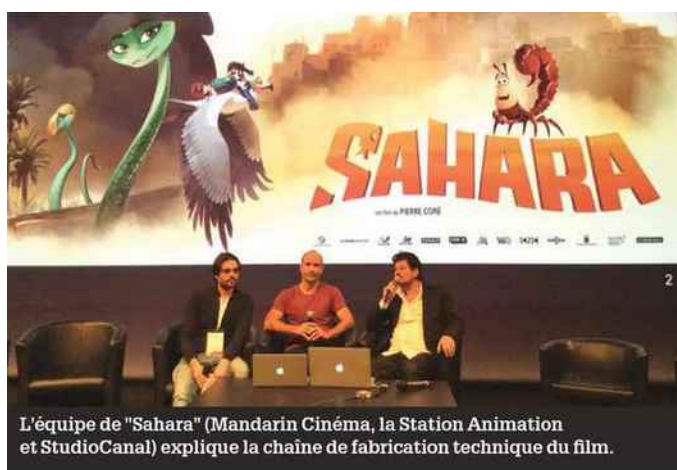 SAHARA
un film de PIERRE CORÉ
2
L'équipe de "Sahara" (Mandarin Cinéma, la Station Animation
et StudioCanal) explique la chaîne de fabrication technique du film.